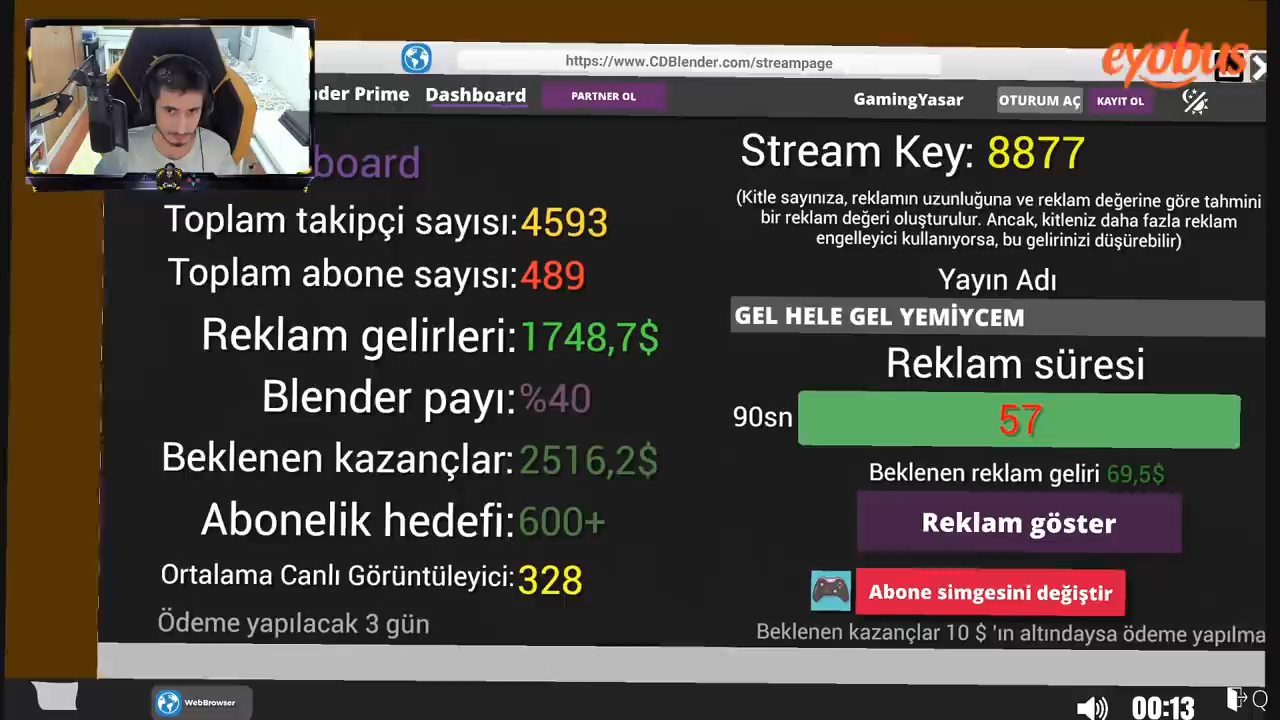 eyobus
https://www.CDBlender.com/streampage
nder Prime Dashboard PARTNER OL GamingYasar OTURUM AÇ KAYIT OL
board
Toplam takipçi sayısı:4593
Toplam abone sayısı:489
Reklam gelirleri:1748,7$
Blender payı:%40
Beklenen kazançlar:2516,2$
Abonelik hedefi:600+
Ortalama Canlı Görüntüleyici:328
Ödeme yapılacak 3 gün
Stream Key: 8877
(Kitle sayınıza, reklamın uzunluğuna ve reklam değerine göre tahmini
bir reklam değeri oluşturulur. Ancak, kitleniz daha fazla reklam
engelleyici kullanıyorsa, bu gelirinizi düşürebilir)
Yayın Adı
GEL HELE GEL YEMİYCEM
Reklam süresi
90sn 57
Beklenen reklam geliri 69,5$
Reklam göster
Abone simgesini değiştir
Beklenen kazançlar 10 $ 'ın altındaysa ödeme yapılma
WebBrowser 00:13